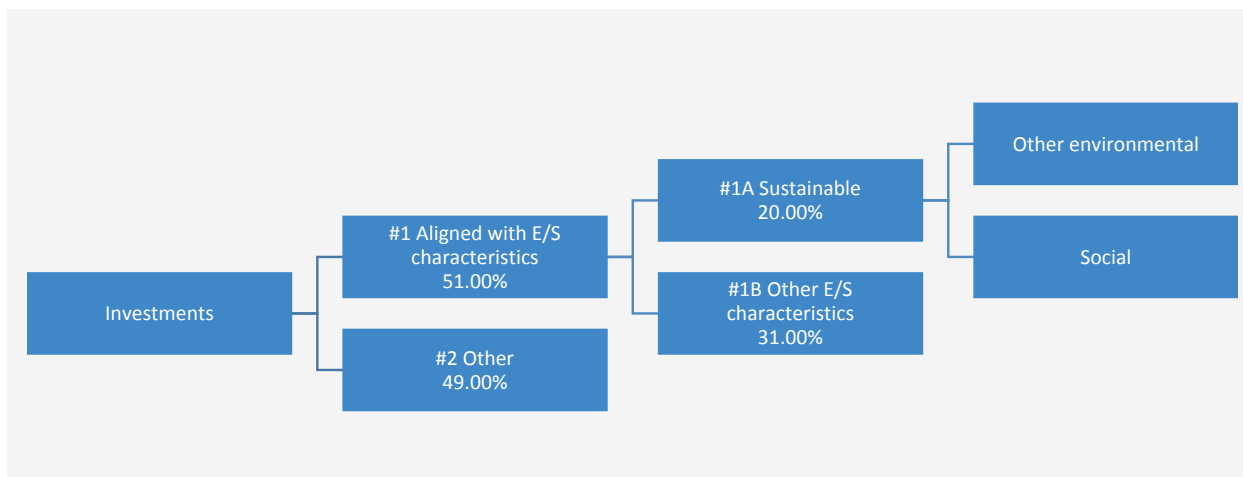 Investments
#1 Aligned with E/S
characteristics
51.00%
#2 Other
49.00%
#1A Sustainable
20.00%
#1B Other E/S
characteristics
31.00%
Other environmental
Social